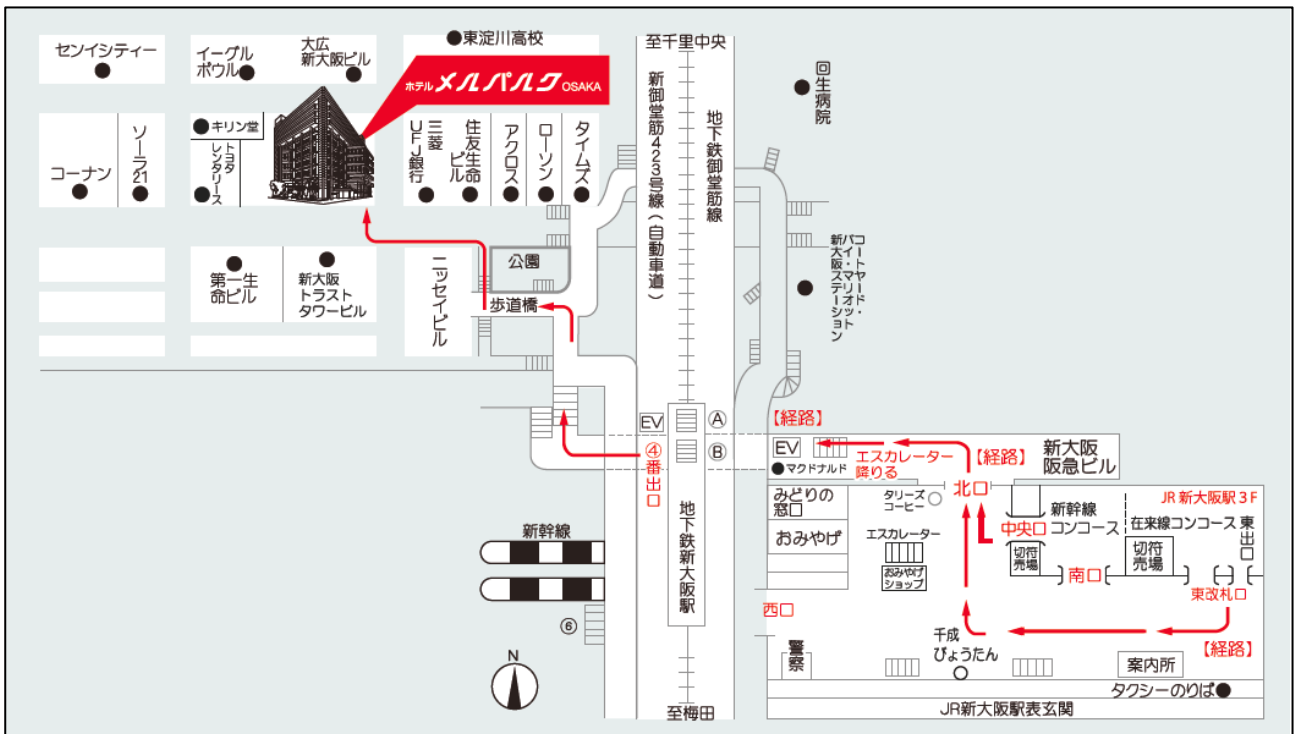 センイシティー
イーグル
ボウル
大広
新大阪ビル
東淀川高校
至千里中央
ホテル メルパルク OSAKA
回生病院
新御堂筋423号線(自動車道)
地下鉄御堂筋線
コーナン
ソーラ21
キリン堂
トヨタ
レンタリース
三菱
UFJ銀行
住友生命
ビル
アクロス
ローソン
タイムズ
第一生
命ビル
新大阪
トラスト
タワービル
ニッセイビル
公園
歩道橋
コートヤード・
バイ・マリオット
新大阪ステーション
EV
Ⓐ
Ⓑ
④番出口
【経路】
EV
マクドナルド
エスカレーター
降りる
【経路】
新大阪
阪急ビル
北口
みどりの
窓口
タリーズ
コーヒー
JR 新大阪駅 3 F
おみやげ
エスカレーター
中央口
新幹線
コンコース
在来線コンコース
東出口
切符
売場
切符
売場
おみやげ
ショップ
南口
東改札口
新幹線
地下鉄新大阪駅
西口
⑥
N
警察
千成
びょうたん
【経路】
案内所
タクシーのりば
JR新大阪駅表玄関
至梅田